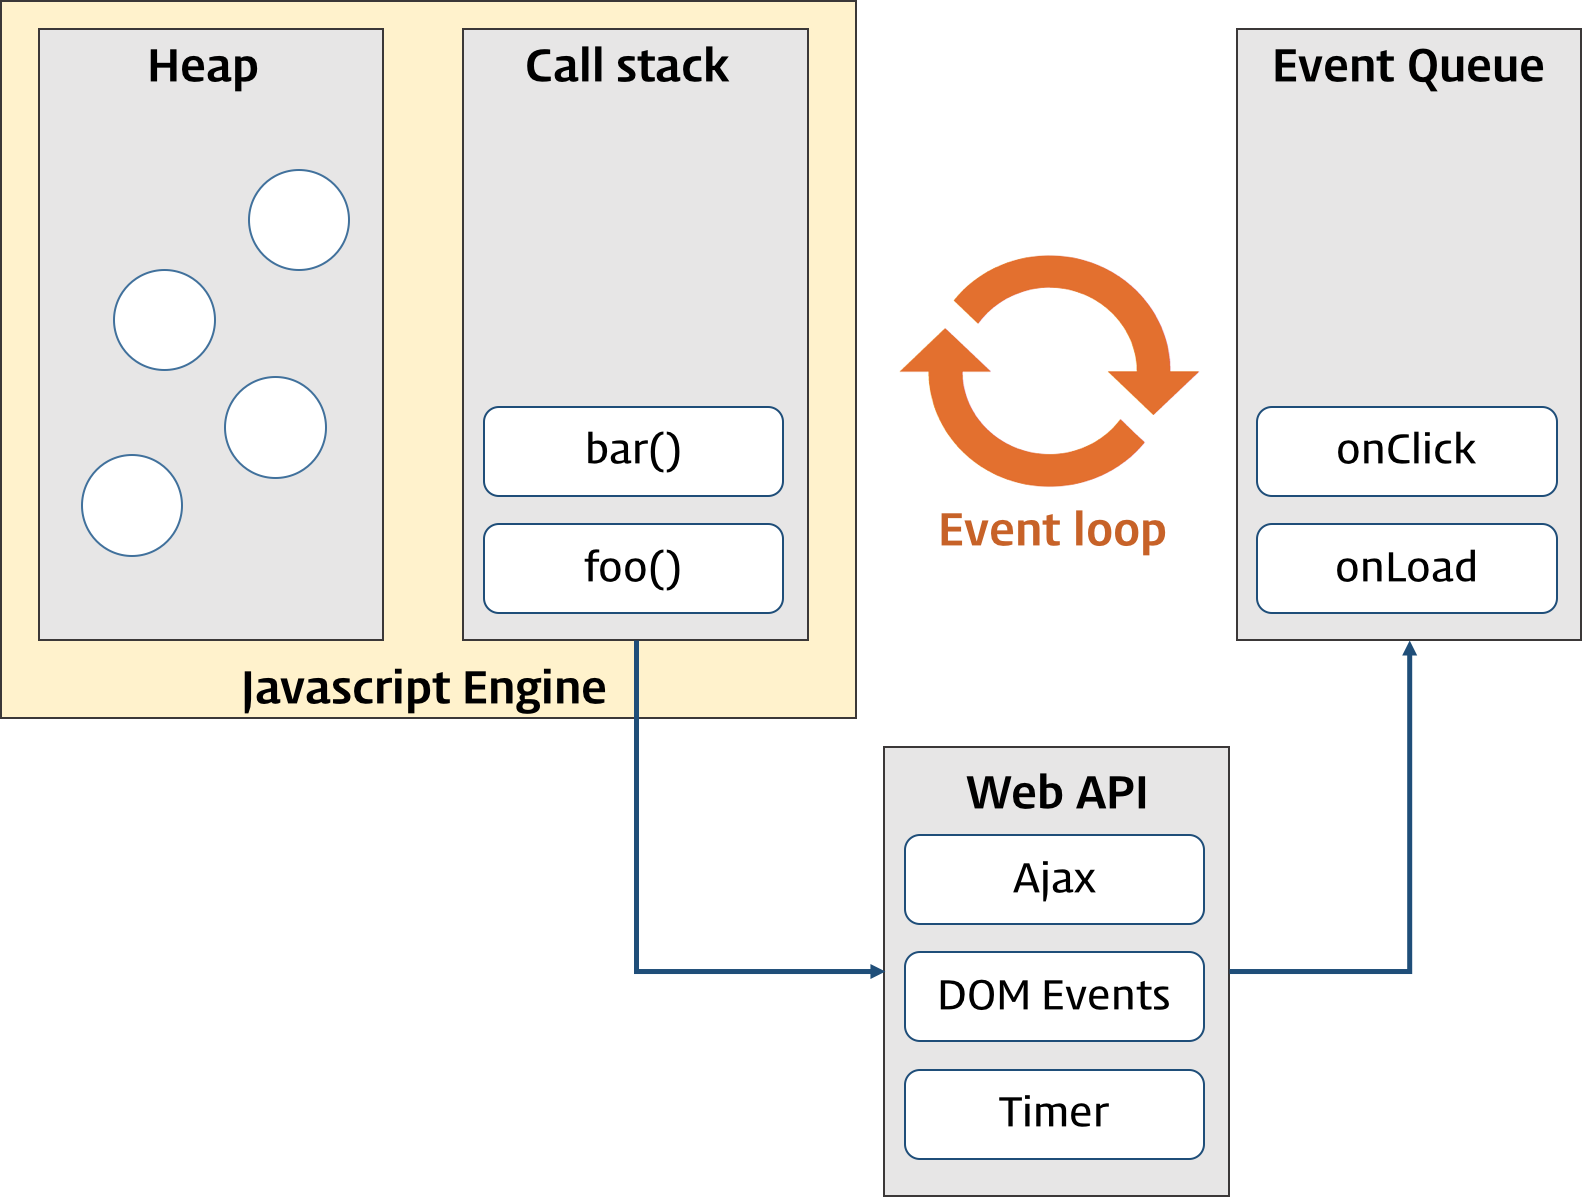 Heap
Call stack
bar()
foo()
Javascript Engine
Event loop
Event Queue
onClick
onLoad
Web API
Ajax
DOM Events
Timer